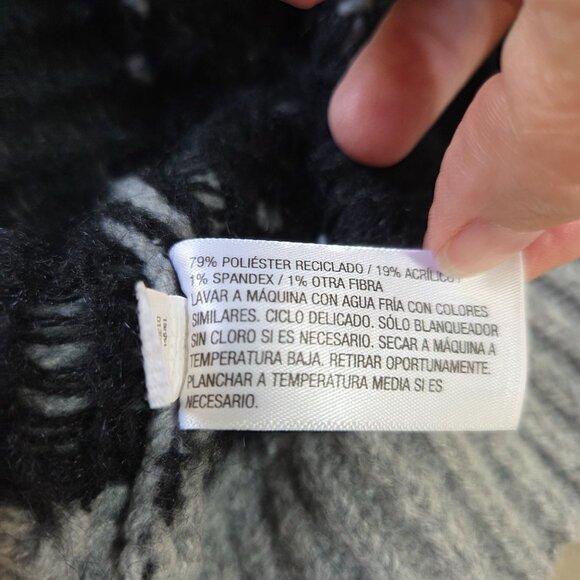 79% POLIÉSTER RECICLADO / 19% ACRÍLICO /
1% SPANDEX / 1% OTRA FIBRA
LAVAR A MÁQUINA CON AGUA FRÍA CON COLORES
SIMILARES. CICLO DELICADO. SÓLO BLANQUEADOR
SIN CLORO SI ES NECESARIO. SECAR A MÁQUINA A
TEMPERATURA BAJA. RETIRAR OPORTUNAMENTE.
PLANCHAR A TEMPERATURA MEDIA SI ES
NECESARIO.